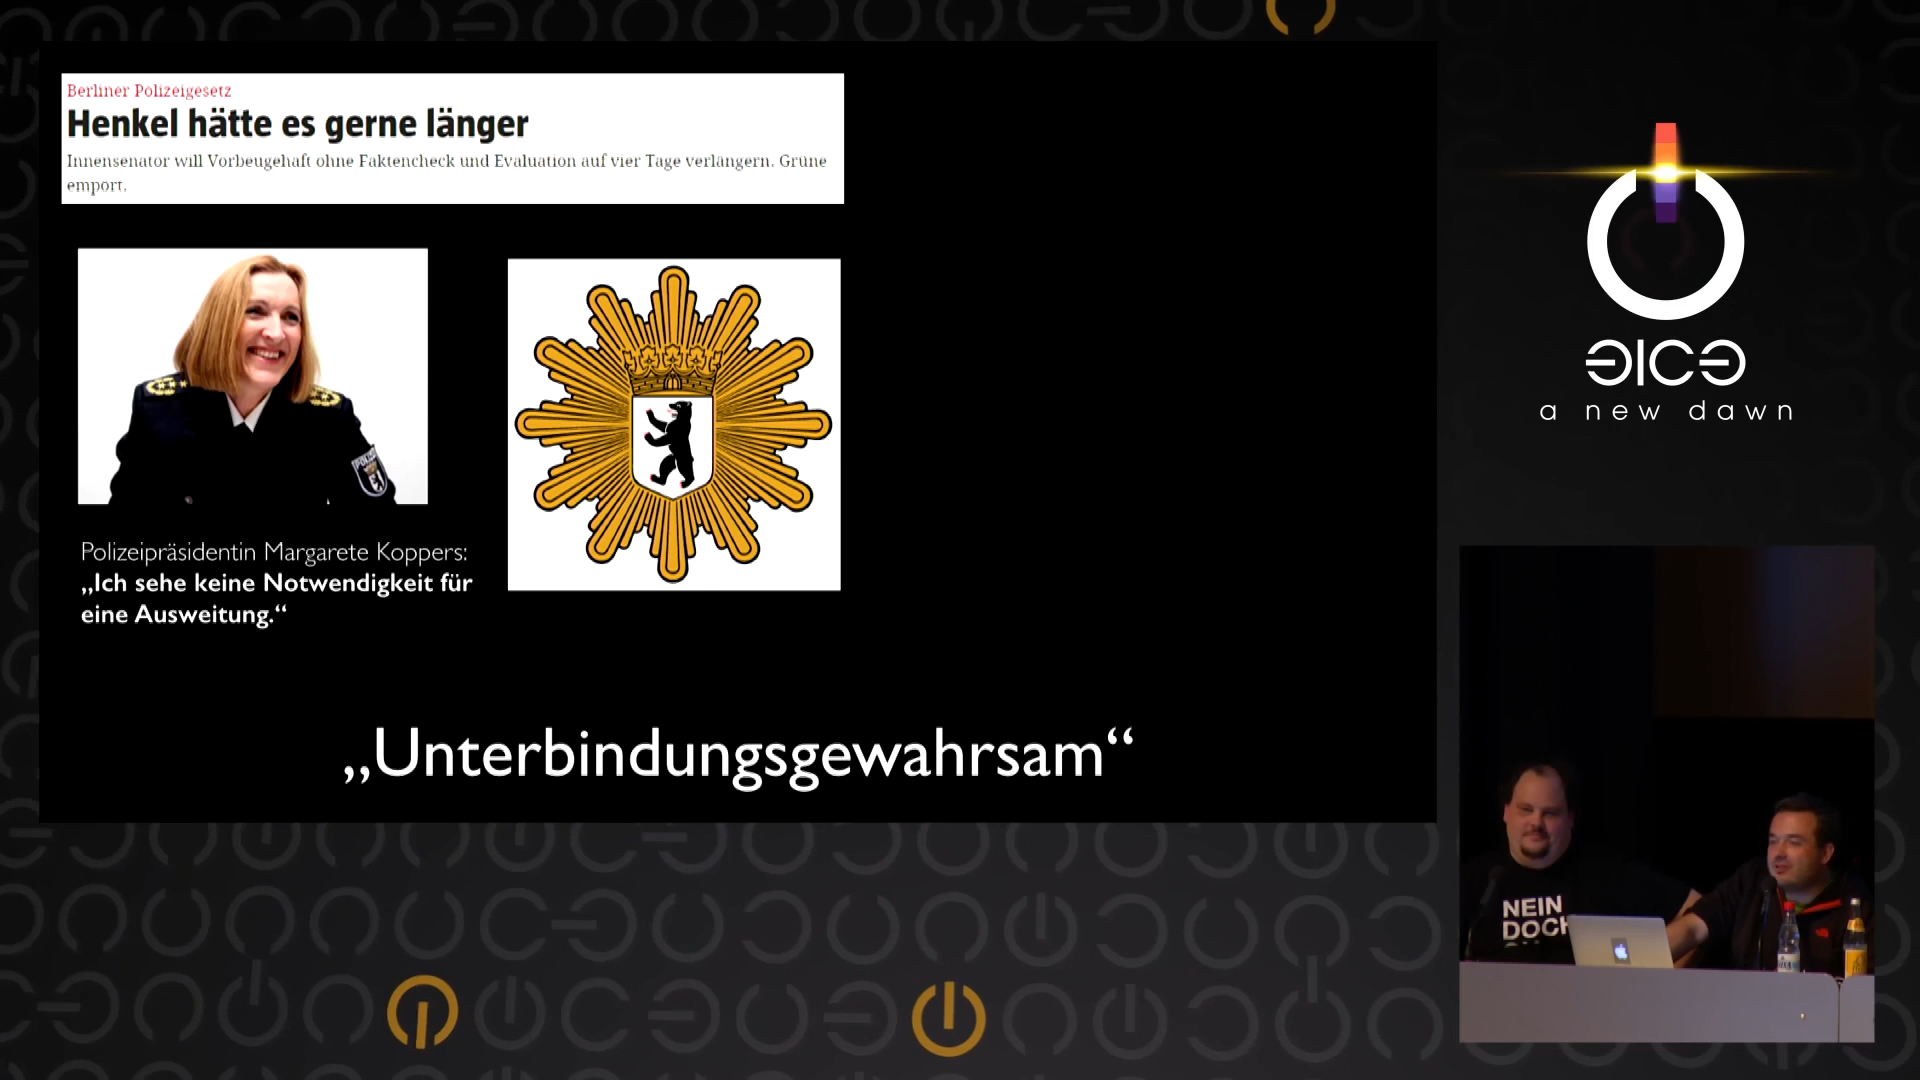 Berliner Polizeigesetz
Henkel hätte es gerne länger
Innensenator will Vorbeugehaft ohne Faktencheck und Evaluation auf vier Tage verlängern. Grüne
empört.
Polizeipräsidentin Margarete Koppers:
„Ich sehe keine Notwendigkeit für
eine Ausweitung.“
„Unterbindungsgewahrsam“
a new dawn
NEIN
DOCH